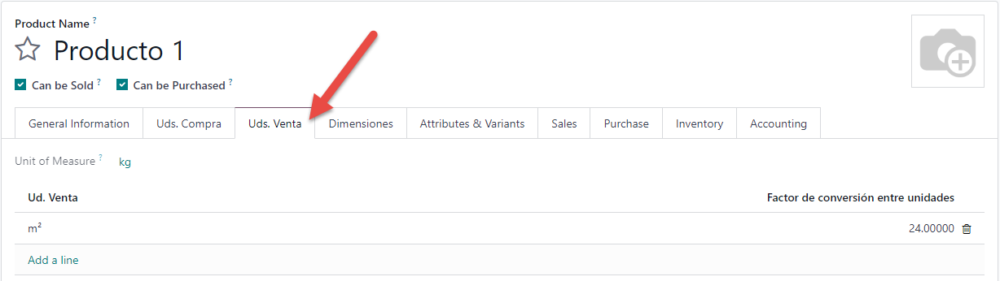 Product Name ?
Producto 1
Can be Sold ? Can be Purchased ?
General Information Uds. Compra Uds. Venta Dimensiones Attributes & Variants Sales Purchase Inventory Accounting
Unit of Measure ? kg
Ud. Venta Factor de conversión entre unidades
m² 24.00000
Add a line